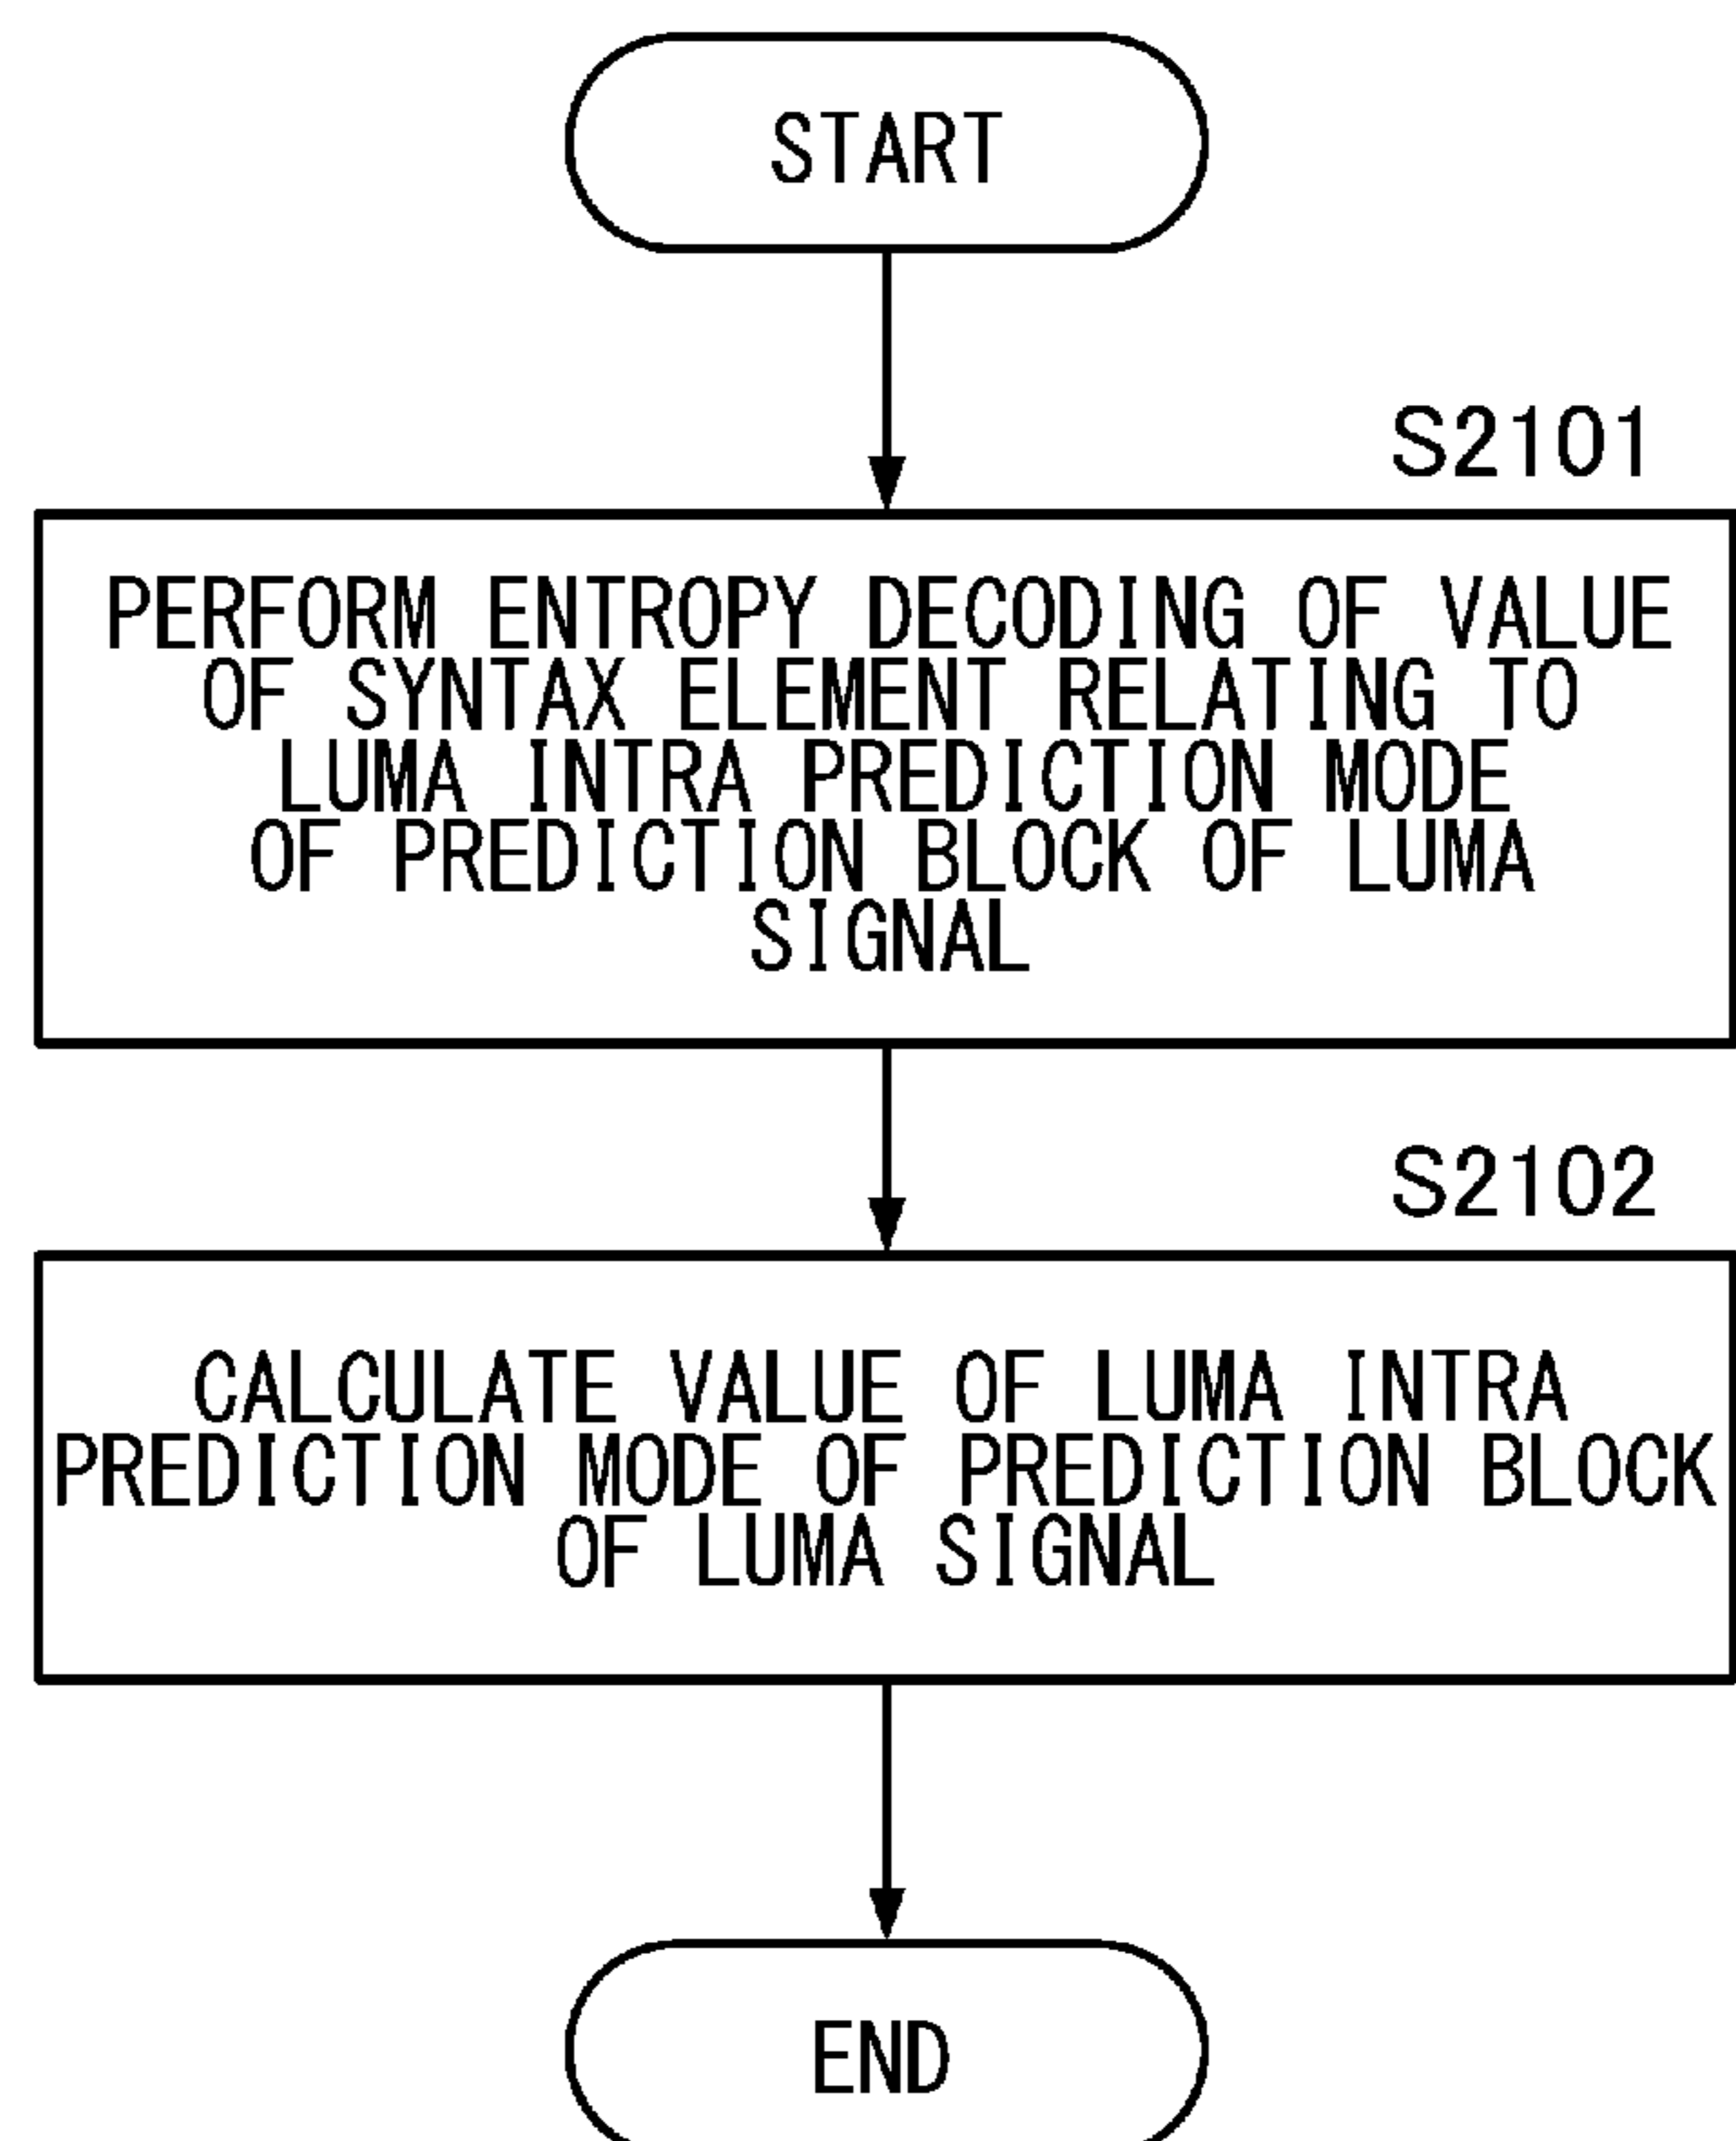 START
S2101
PERFORM ENTROPY DECODING OF VALUE
OF SYNTAX ELEMENT RELATING TO
LUMA INTRA PREDICTION MODE
OF PREDICTION BLOCK OF LUMA
SIGNAL
S2102
CALCULATE VALUE OF LUMA INTRA
PREDICTION MODE OF PREDICTION BLOCK
OF LUMA SIGNAL
END